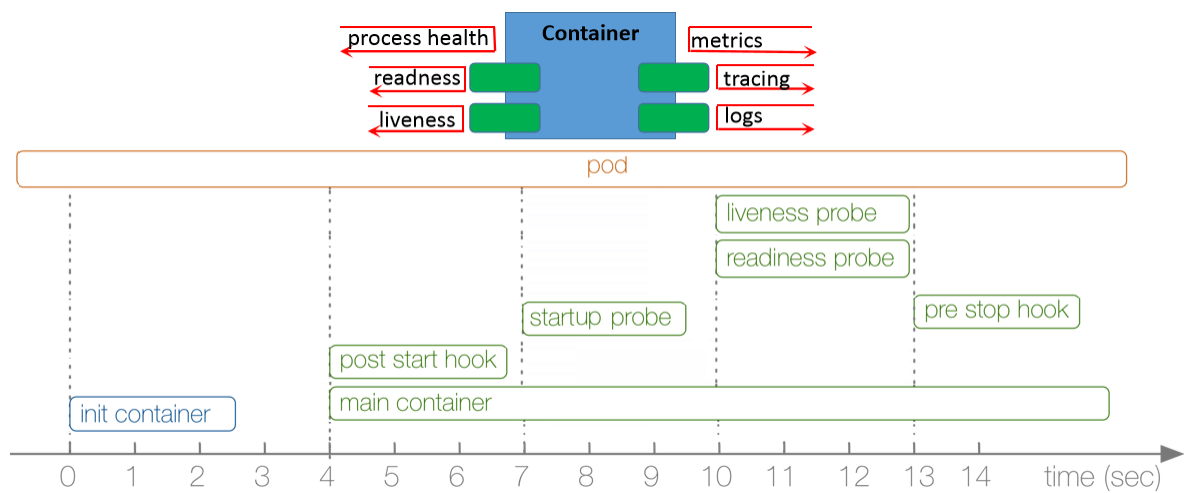 Container
process health
metrics
readness
tracing
liveness
logs
pod
liveness probe
readiness probe
pre stop hook
startup probe
post start hook
main container
init container
0 1 2 3 4 5 6 7 8 9 10 11 12 13 14 time (sec)